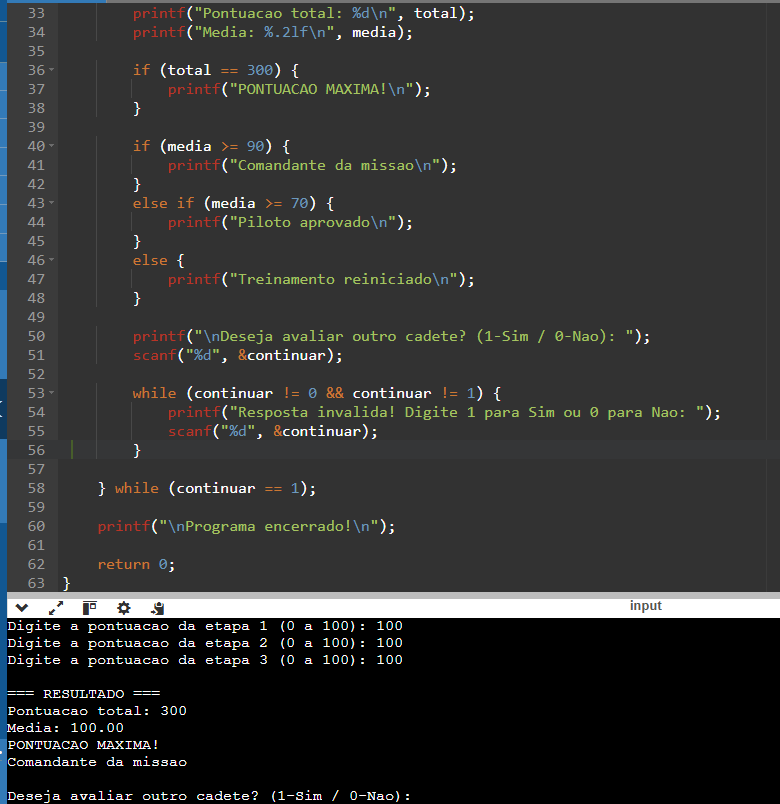 33 printf("Pontuacao total: %d\n", total);
34 printf("Media: %.2lf\n", media);
35
36 if (total == 300) {
37 printf("PONTUACAO MAXIMA!\n");
38 }
39
40 if (media >= 90) {
41 printf("Comandante da missao\n");
42 }
43 else if (media >= 70) {
44 printf("Piloto aprovado\n");
45 }
46 else {
47 printf("Treinamento reiniciado\n");
48 }
49
50 printf("\nDeseja avaliar outro cadete? (1-Sim / 0-Nao): ");
51 scanf("%d", &continuar);
52
53 while (continuar != 0 && continuar != 1) {
54 printf("Resposta invalida! Digite 1 para Sim ou 0 para Nao: ");
55 scanf("%d", &continuar);
56 }
57
58 } while (continuar == 1);
59
60 printf("\nPrograma encerrado!\n");
61
62 return 0;
63 }
input
Digite a pontuacao da etapa 1 (0 a 100): 100
Digite a pontuacao da etapa 2 (0 a 100): 100
Digite a pontuacao da etapa 3 (0 a 100): 100
=== RESULTADO ===
Pontuacao total: 300
Media: 100.00
PONTUACAO MAXIMA!
Comandante da missao
Deseja avaliar outro cadete? (1-Sim / 0-Nao):